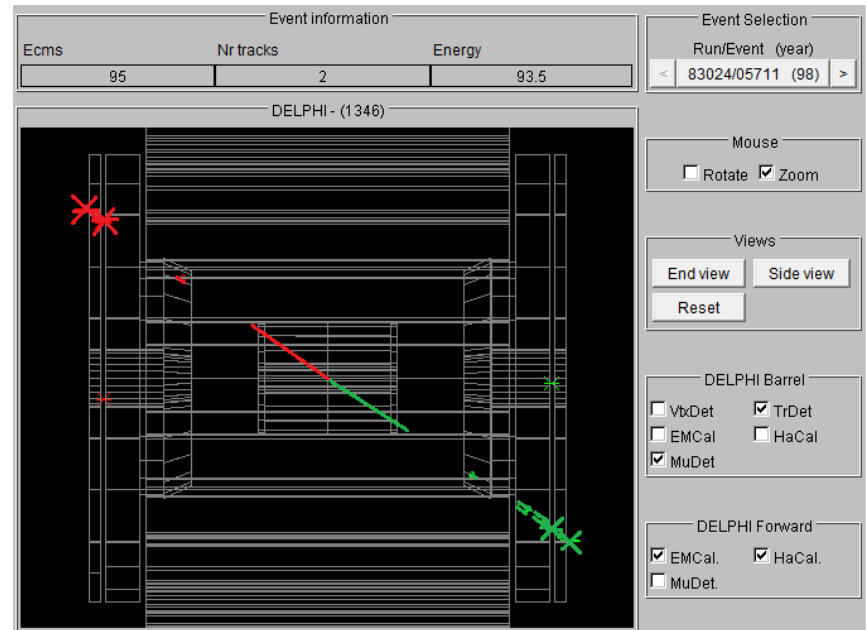 Event information
Ecms Nr tracks Energy
95 2 93.5
DELPHI - (1346)
Event Selection
Run/Event (year)
< 83024/05711 (98) >
Mouse
Rotate Zoom
Views
End view Side view
Reset
DELPHI Barrel
VtxDet TrDet
EMCal HaCal
MuDet
DELPHI Forward
EMCal. HaCal.
MuDet.